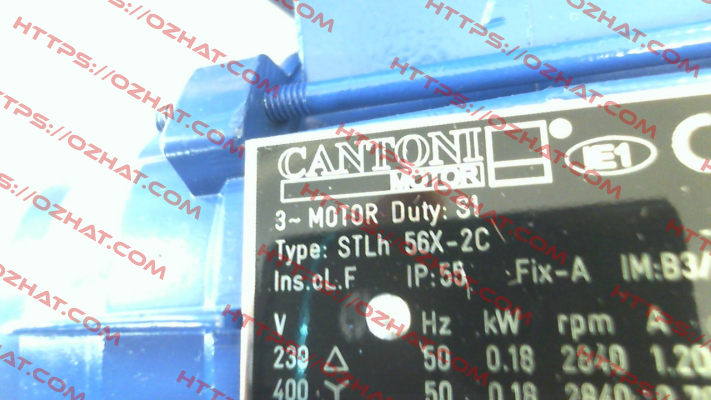 CANTONI
MOTOR
IE1
3~ MOTOR Duty: S1
Type: STLh 56X-2C
Ins.cL.F IP:55 Fix-A IM:B3/
V Hz kW rpm A
230 △ 50 0.18 2840 1.20
400 Y 50 0.18 2840
HTTPS://OZHAT.COM